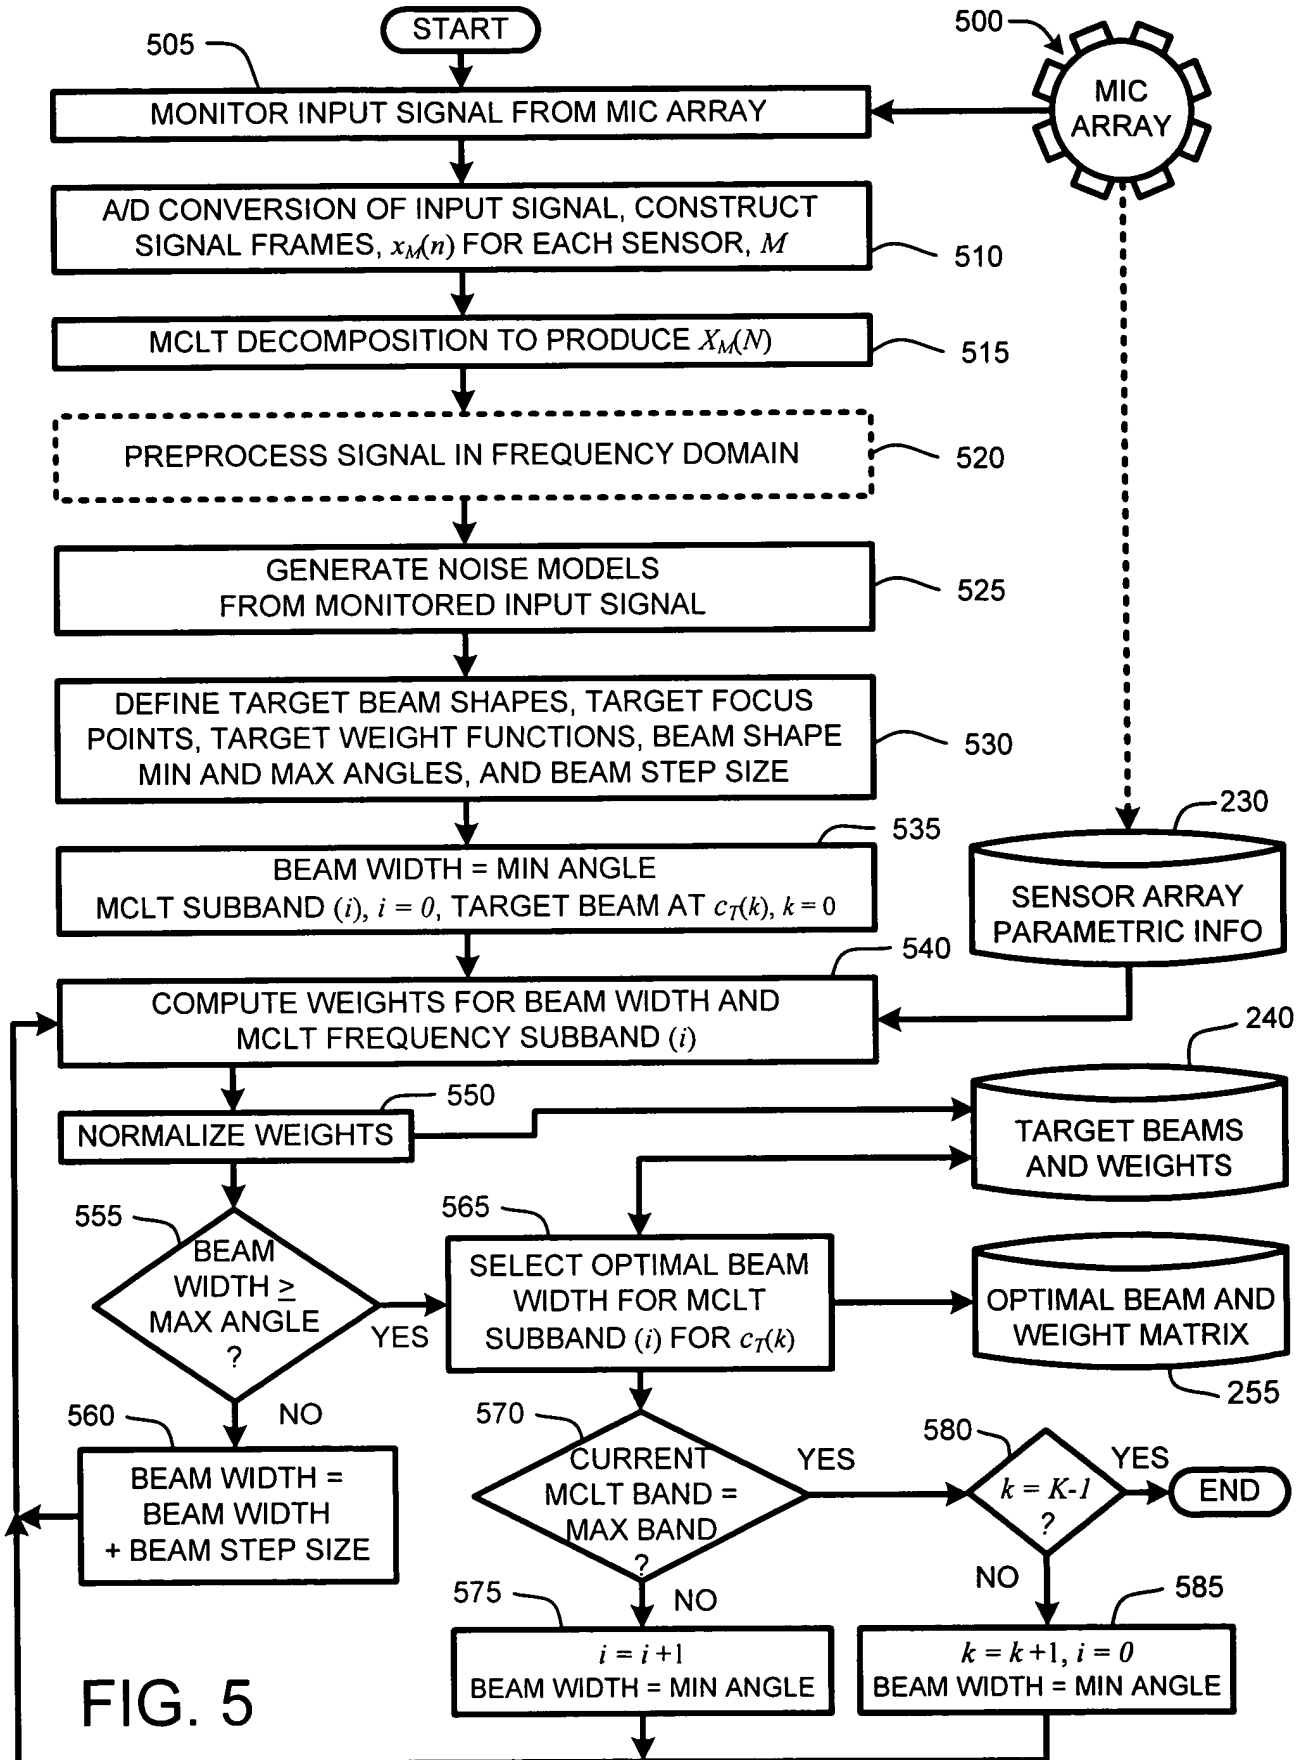 START
505
500
MONITOR INPUT SIGNAL FROM MIC ARRAY
MIC
ARRAY
A/D CONVERSION OF INPUT SIGNAL, CONSTRUCT
SIGNAL FRAMES, x_M(n) FOR EACH SENSOR, M
510
MCLT DECOMPOSITION TO PRODUCE X_M(N)
515
PREPROCESS SIGNAL IN FREQUENCY DOMAIN
520
GENERATE NOISE MODELS
FROM MONITORED INPUT SIGNAL
525
DEFINE TARGET BEAM SHAPES, TARGET FOCUS
POINTS, TARGET WEIGHT FUNCTIONS, BEAM SHAPE
MIN AND MAX ANGLES, AND BEAM STEP SIZE
530
535
BEAM WIDTH = MIN ANGLE
MCLT SUBBAND (i), i = 0, TARGET BEAM AT c_T(k), k = 0
230
SENSOR ARRAY
PARAMETRIC INFO
540
COMPUTE WEIGHTS FOR BEAM WIDTH AND
MCLT FREQUENCY SUBBAND (i)
240
550
NORMALIZE WEIGHTS
TARGET BEAMS
AND WEIGHTS
555
BEAM
WIDTH ≥
MAX ANGLE
?
YES
NO
565
SELECT OPTIMAL BEAM
WIDTH FOR MCLT
SUBBAND (i) FOR c_T(k)
OPTIMAL BEAM AND
WEIGHT MATRIX
255
560
BEAM WIDTH =
BEAM WIDTH
+ BEAM STEP SIZE
570
CURRENT
MCLT BAND =
MAX BAND
?
YES
NO
580
k = K-1
?
YES
END
NO
575
i = i +1
BEAM WIDTH = MIN ANGLE
585
k = k +1, i = 0
BEAM WIDTH = MIN ANGLE
FIG. 5